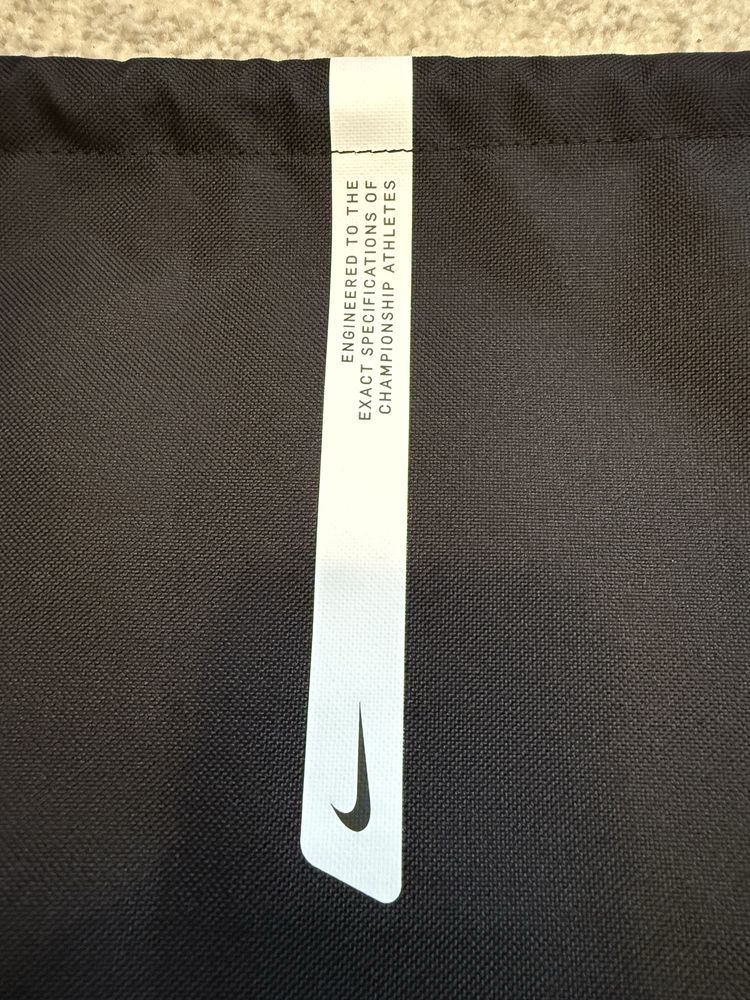 ENGINEERED TO THE
EXACT SPECIFICATIONS OF
CHAMPIONSHIP ATHLETES